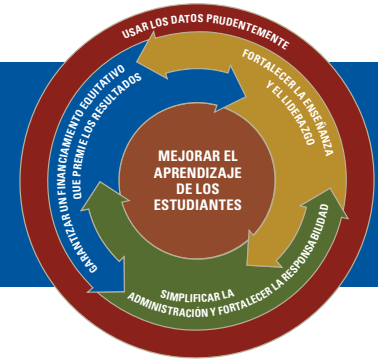 USAR LOS DATOS PRUDENTEMENTE
FORTALECER LA ENSEÑANZA
Y EL LIDERAZGO
GARANTIZAR UN FINANCIAMIENTO EQUITATIVO
QUE PREMIE LOS RESULTADOS
MEJORAR EL
APRENDIZAJE
DE LOS
ESTUDIANTES
SIMPLIFICAR LA
ADMINISTRACIÓN Y FORTALECER LA RESPONSABILIDAD